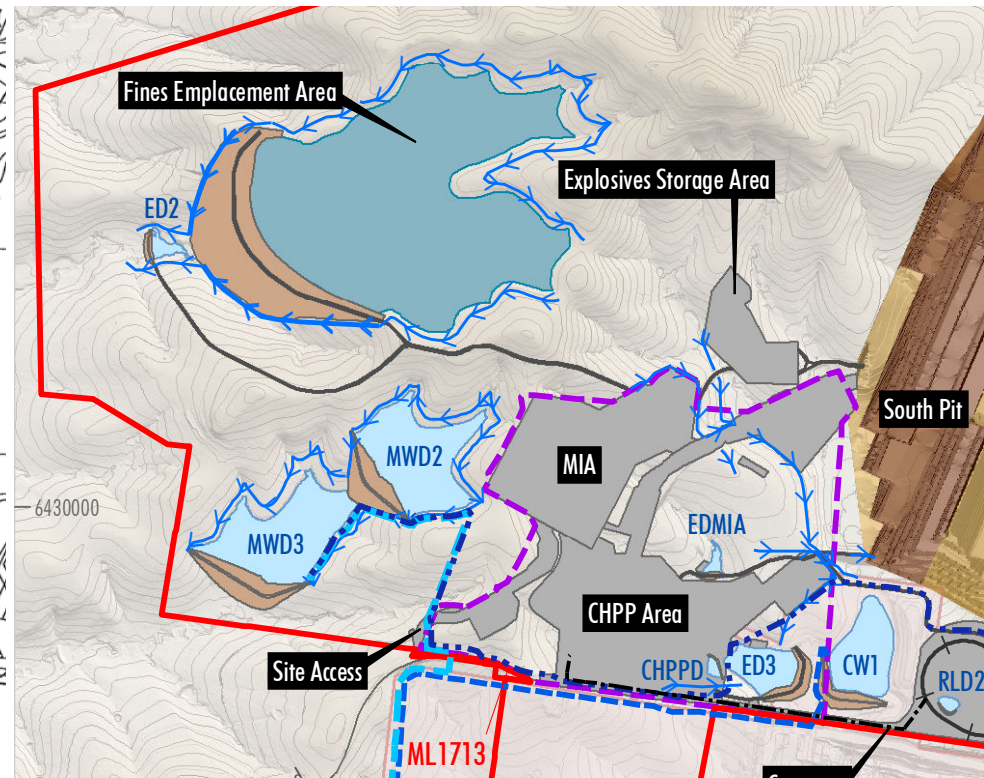 Fines Emplacement Area
Explosives Storage Area
ED2
South Pit
MWD2
MIA
6430000
MWD3
EDMIA
CHPP Area
Site Access
CHPPD
ED3
CW1
RLD2
ML1713